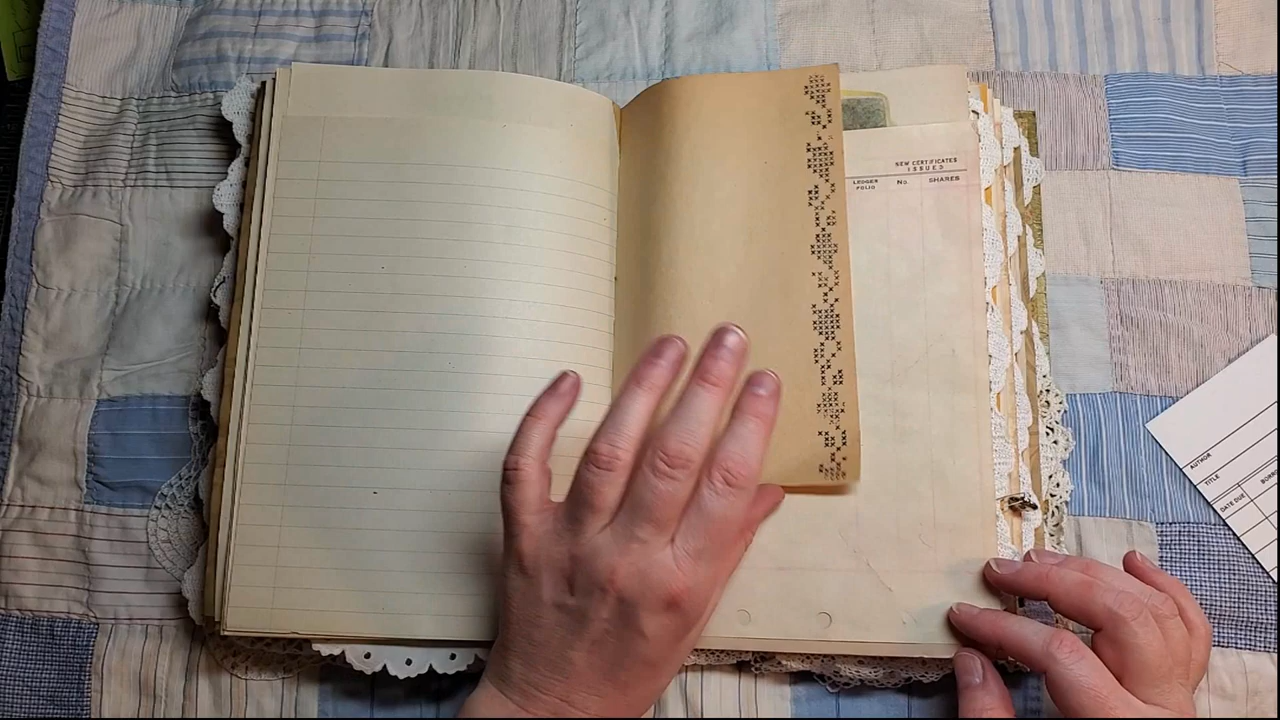 NEW CERTIFICATES
ISSUED
LEDGER
FOLIO
No.
SHARES
AUTHOR
TITLE
DATE DUE